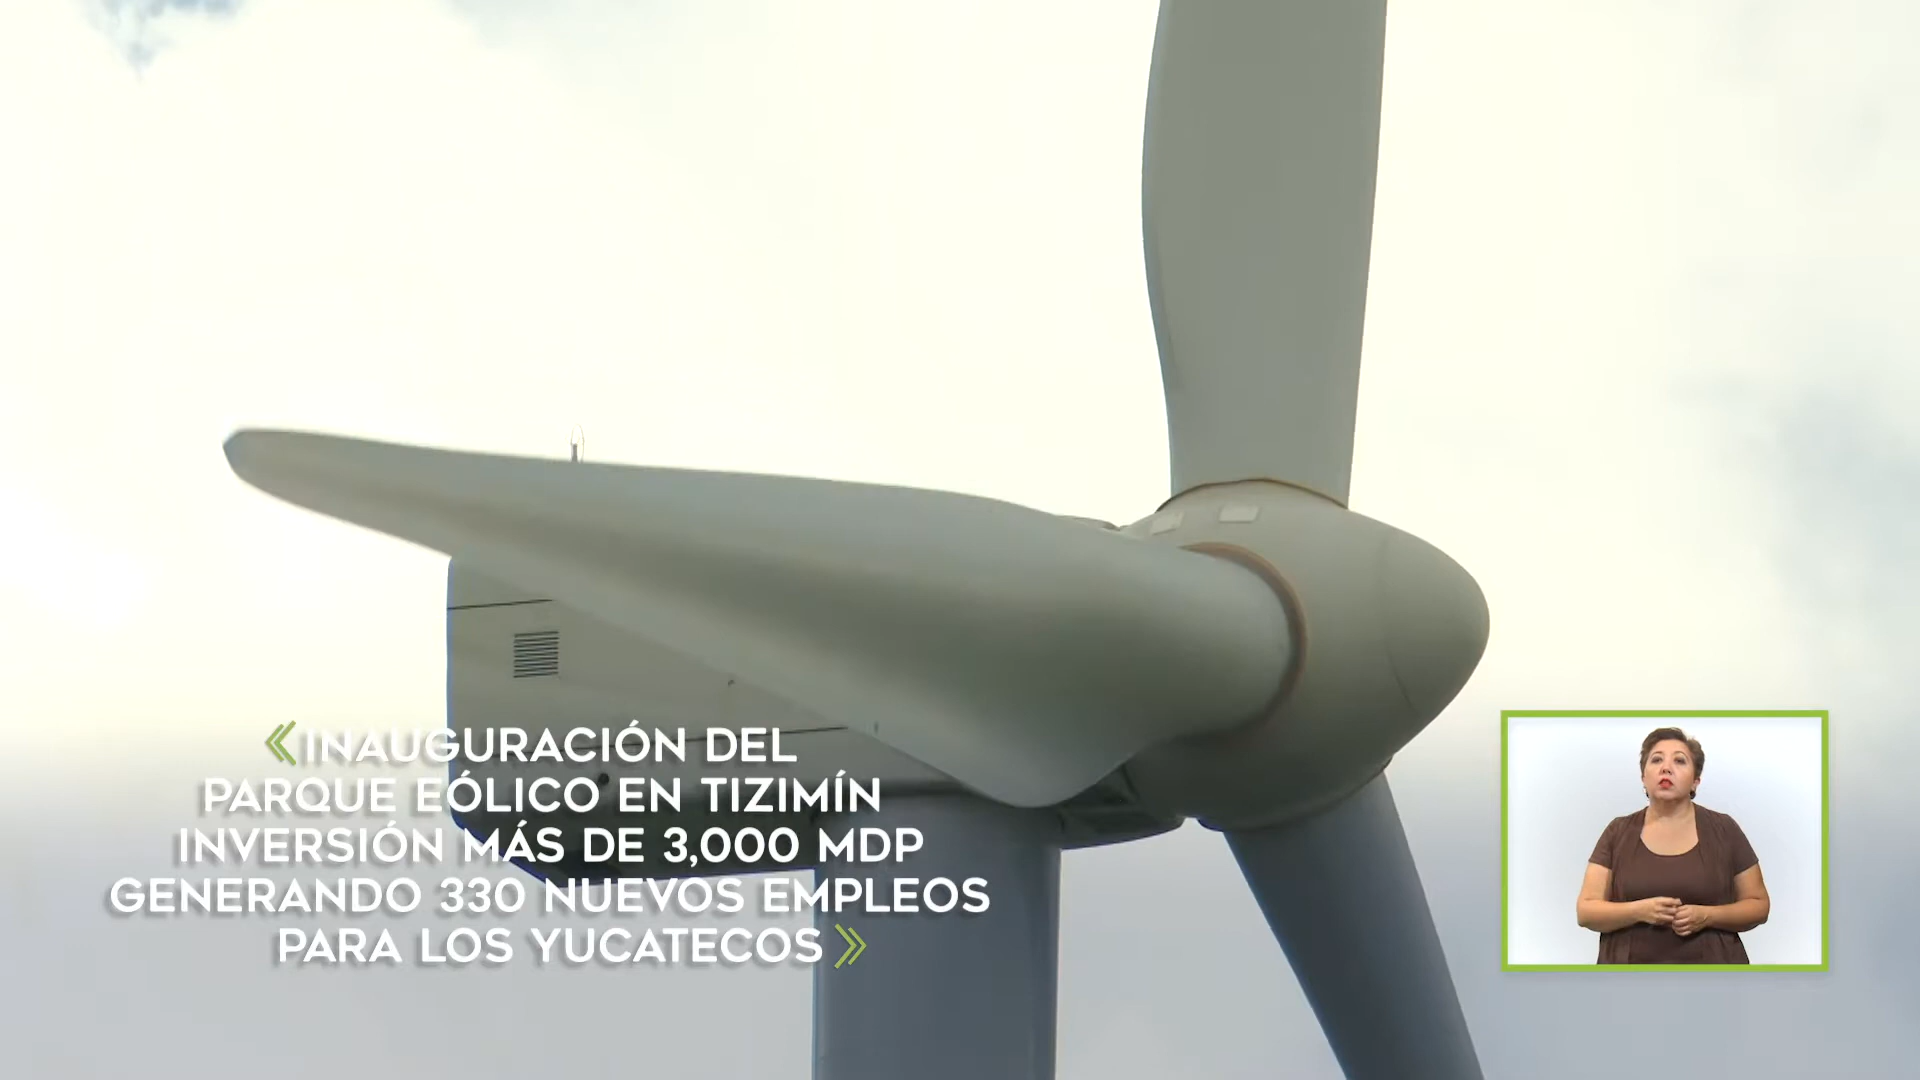 «INAUGURACIÓN DEL
PARQUE EÓLICO EN TIZIMÍN
INVERSIÓN MÁS DE 3,000 MDP
GENERANDO 330 NUEVOS EMPLEOS
PARA LOS YUCATECOS»